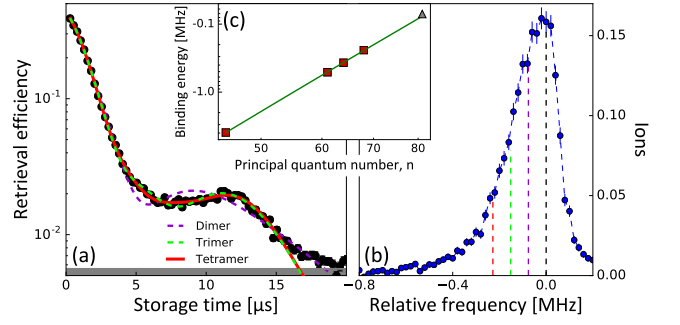 (c)
Binding energy [MHz]
-0.1
-1.0
50
60
70
80
Principal quantum number, n
Retrieval efficiency
10^-1
10^-2
(a)
Dimer
Trimer
Tetramer
0
5
10
15
Storage time [μs]
(b)
Ions
0.15
0.10
0.05
0.00
−0.8
−0.4
0.0
Relative frequency [MHz]